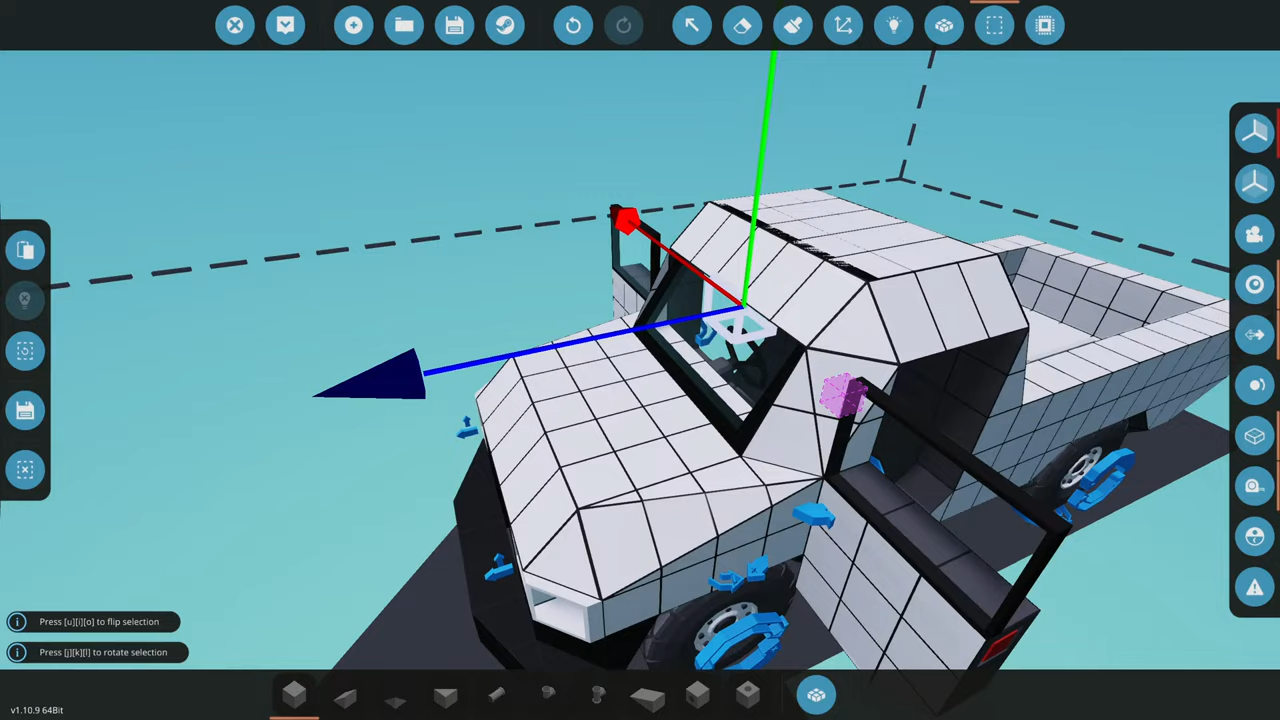 Press [u][i][o] to flip selection
Press [j][k][l] to rotate selection
v1.10.9 64Bit